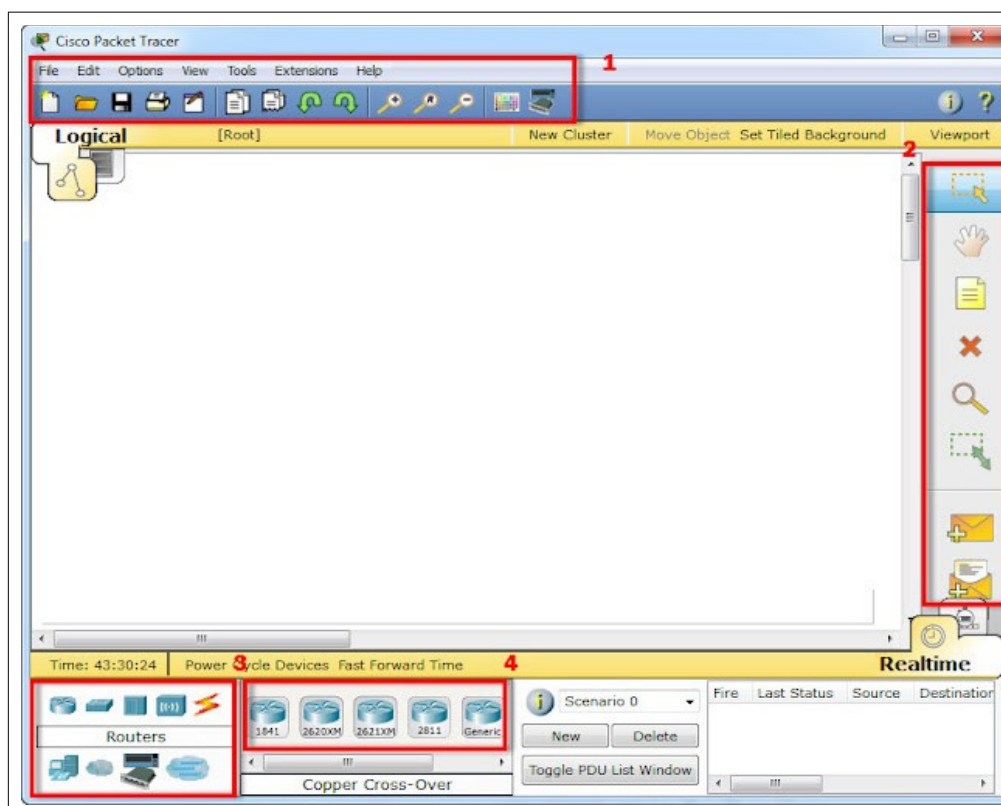 Cisco Packet Tracer
File Edit Options View Tools Extensions Help
1
Logical [Root] New Cluster Move Object Set Tiled Background Viewport
2
Time: 43:30:24 Power Cycle Devices Fast Forward Time
Realtime
3
4
Routers
1841 2620XM 2621XM 2811 Generic
Copper Cross-Over
Scenario 0
New Delete
Toggle PDU List Window
Fire Last Status Source Destination